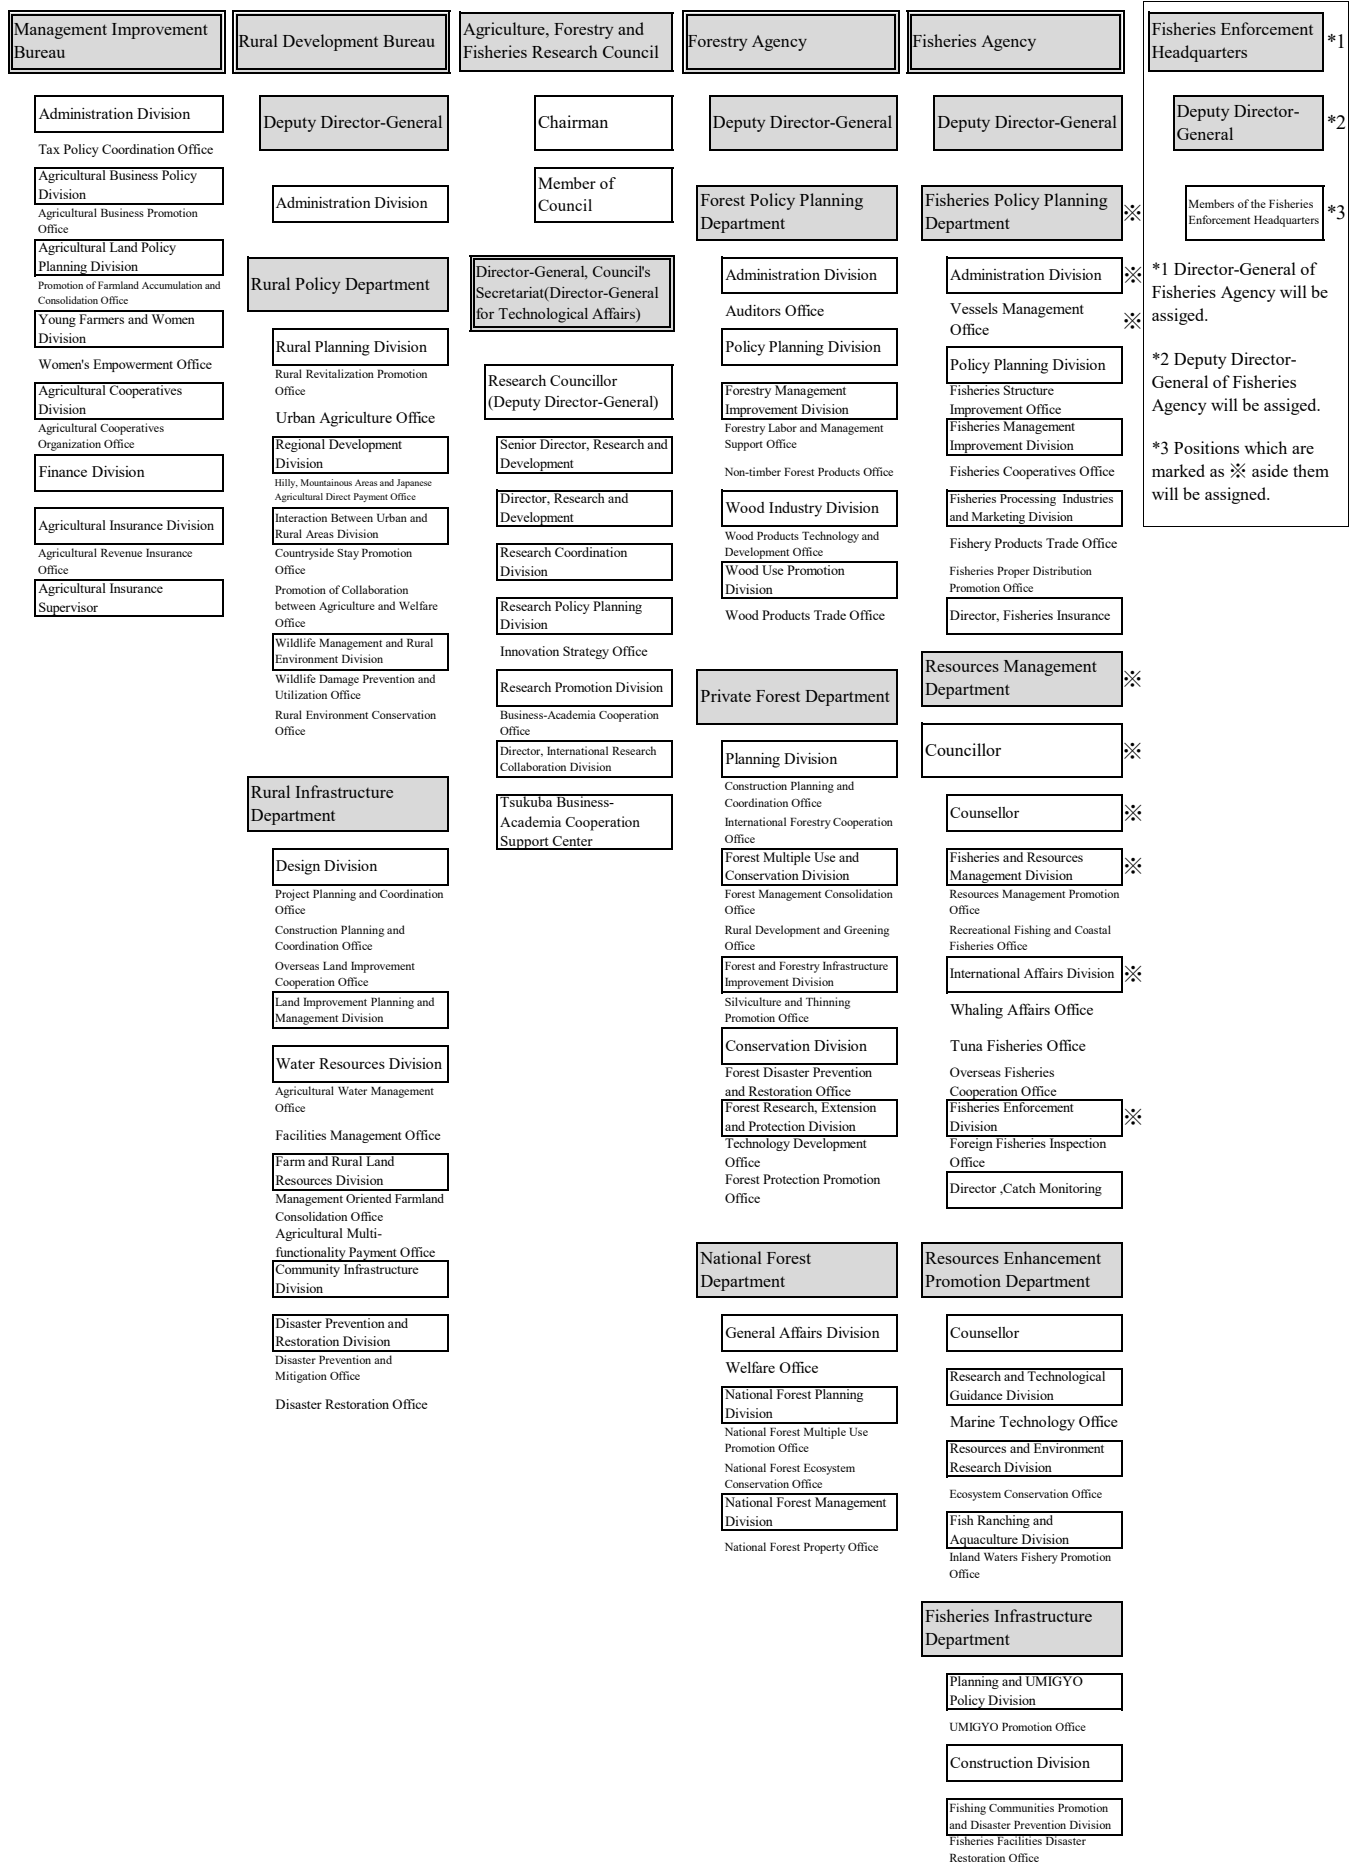 Management Improvement
Bureau
Administration Division
Tax Policy Coordination Office
Agricultural Business Policy
Division
Agricultural Business Promotion
Office
Agricultural Land Policy
Planning Division
Promotion of Farmland Accumulation and
Consolidation Office
Young Farmers and Women
Division
Women's Empowerment Office
Agricultural Cooperatives
Division
Agricultural Cooperatives
Organization Office
Finance Division
Agricultural Insurance Division
Agricultural Revenue Insurance
Office
Agricultural Insurance
Supervisor
Rural Development Bureau
Deputy Director-General
Administration Division
Rural Policy Department
Rural Planning Division
Rural Revitalization Promotion
Office
Urban Agriculture Office
Regional Development
Division
Hilly, Mountainous Areas and Japanese
Agricultural Direct Payment Office
Interaction Between Urban and
Rural Areas Division
Countryside Stay Promotion
Office
Promotion of Collaboration
between Agriculture and Welfare
Office
Wildlife Management and Rural
Environment Division
Wildlife Damage Prevention and
Utilization Office
Rural Environment Conservation
Office
Rural Infrastructure
Department
Design Division
Project Planning and Coordination
Office
Construction Planning and
Coordination Office
Overseas Land Improvement
Cooperation Office
Land Improvement Planning and
Management Division
Water Resources Division
Agricultural Water Management
Office
Facilities Management Office
Farm and Rural Land
Resources Division
Management Oriented Farmland
Consolidation Office
Agricultural Multi-
functionality Payment Office
Community Infrastructure
Division
Disaster Prevention and
Restoration Division
Disaster Prevention and
Mitigation Office
Disaster Restoration Office
Agriculture, Forestry and
Fisheries Research Council
Chairman
Member of
Council
Director-General, Council's
Secretariat(Director-General
for Technological Affairs)
Research Councillor
(Deputy Director-General)
Senior Director, Research and
Development
Director, Research and
Development
Research Coordination
Division
Research Policy Planning
Division
Innovation Strategy Office
Research Promotion Division
Business-Academia Cooperation
Office
Director, International Research
Collaboration Division
Tsukuba Business-
Academia Cooperation
Support Center
Forestry Agency
Deputy Director-General
Forest Policy Planning
Department
Administration Division
Auditors Office
Policy Planning Division
Forestry Management
Improvement Division
Forestry Labor and Management
Support Office
Non-timber Forest Products Office
Wood Industry Division
Wood Products Technology and
Development Office
Wood Use Promotion
Division
Wood Products Trade Office
Private Forest Department
Planning Division
Construction Planning and
Coordination Office
International Forestry Cooperation
Office
Forest Multiple Use and
Conservation Division
Forest Management Consolidation
Office
Rural Development and Greening
Office
Forest and Forestry Infrastructure
Improvement Division
Silviculture and Thinning
Promotion Office
Conservation Division
Forest Disaster Prevention
and Restoration Office
Forest Research, Extension
and Protection Division
Technology Development
Office
Forest Protection Promotion
Office
National Forest
Department
General Affairs Division
Welfare Office
National Forest Planning
Division
National Forest Multiple Use
Promotion Office
National Forest Ecosystem
Conservation Office
National Forest Management
Division
National Forest Property Office
Fisheries Agency
Deputy Director-General
Fisheries Policy Planning
Department ※
Administration Division ※
Vessels Management
Office ※
Policy Planning Division
Fisheries Structure
Improvement Office
Fisheries Management
Improvement Division
Fisheries Cooperatives Office
Fisheries Processing Industries
and Marketing Division
Fishery Products Trade Office
Fisheries Proper Distribution
Promotion Office
Director, Fisheries Insurance
Resources Management
Department ※
Councillor ※
Counsellor ※
Fisheries and Resources
Management Division ※
Resources Management Promotion
Office
Recreational Fishing and Coastal
Fisheries Office
International Affairs Division ※
Whaling Affairs Office
Tuna Fisheries Office
Overseas Fisheries
Cooperation Office
Fisheries Enforcement
Division ※
Foreign Fisheries Inspection
Office
Director ,Catch Monitoring
Resources Enhancement
Promotion Department
Counsellor
Research and Technological
Guidance Division
Marine Technology Office
Resources and Environment
Research Division
Ecosystem Conservation Office
Fish Ranching and
Aquaculture Division
Inland Waters Fishery Promotion
Office
Fisheries Infrastructure
Department
Planning and UMIGYO
Policy Division
UMIGYO Promotion Office
Construction Division
Fishing Communities Promotion
and Disaster Prevention Division
Fisheries Facilities Disaster
Restoration Office
Fisheries Enforcement
Headquarters *1
Deputy Director-
General *2
Members of the Fisheries
Enforcement Headquarters *3
*1 Director-General of
Fisheries Agency will be
assiged.
*2 Deputy Director-
General of Fisheries
Agency will be assiged.
*3 Positions which are
marked as ※ aside them
will be assigned.